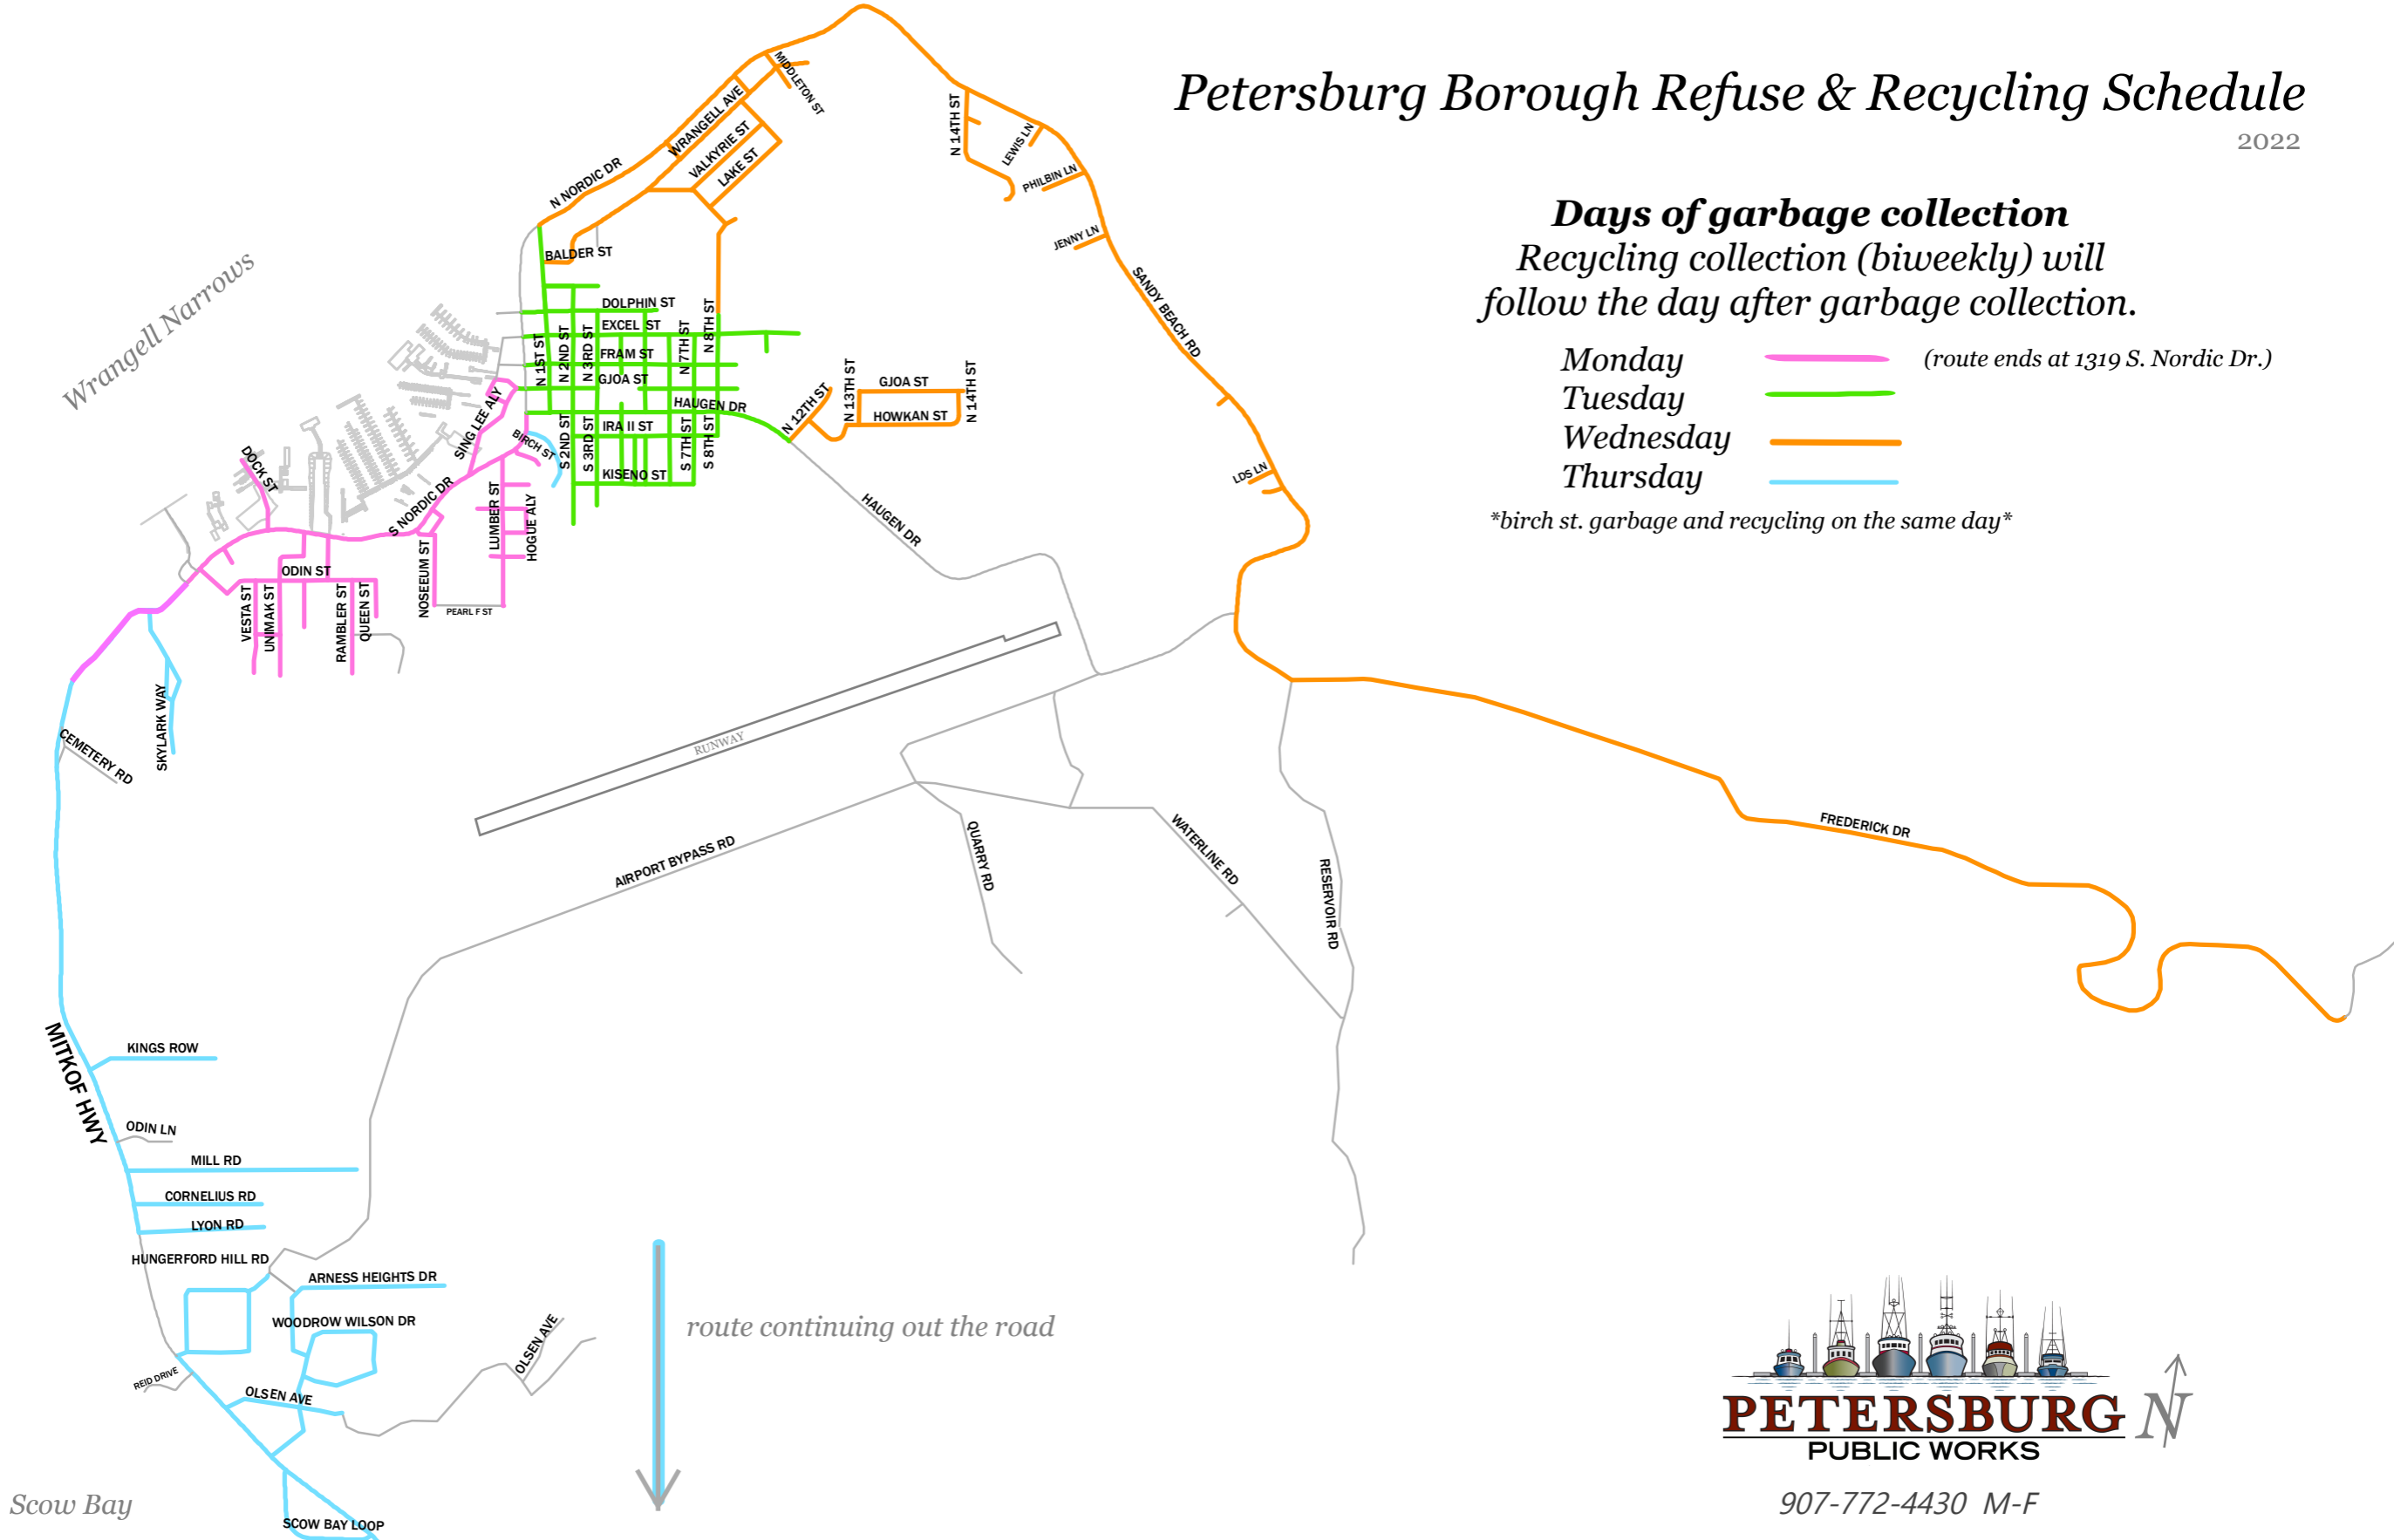 Petersburg Borough Refuse & Recycling Schedule
2022
Days of garbage collection
Recycling collection (biweekly) will
follow the day after garbage collection.
Monday (route ends at 1319 S. Nordic Dr.)
Tuesday
Wednesday
Thursday
*birch st. garbage and recycling on the same day*
Wrangell Narrows
MIDDLETON ST
WRANGELL AVE
VALKYRIE ST
LAKE ST
N NORDIC DR
BALDER ST
N 14TH ST
LEWIS LN
PHILBIN LN
JENNY LN
SANDY BEACH RD
LDS LN
DOLPHIN ST
EXCEL ST
FRAM ST
GJOA ST
HAUGEN DR
IRA II ST
KISENO ST
N 1ST ST
N 2ND ST
N 3RD ST
N 7TH ST
N 8TH ST
S 2ND ST
S 3RD ST
S 7TH ST
S 8TH ST
N 12TH ST
N 13TH ST
GJOA ST
HOWKAN ST
N 14TH ST
HAUGEN DR
SING LEE ALY
BIRCH ST
DOCK ST
S NORDIC DR
LUMBER ST
HOGUE ALY
NOSEEUM ST
PEARL F ST
ODIN ST
VESTA ST
UNIMAK ST
RAMBLER ST
QUEEN ST
SKYLARK WAY
CEMETERY RD
RUNWAY
AIRPORT BYPASS RD
QUARRY RD
WATERLINE RD
RESERVOIR RD
FREDERICK DR
MITKOF HWY
KINGS ROW
ODIN LN
MILL RD
CORNELIUS RD
LYON RD
HUNGERFORD HILL RD
ARNESS HEIGHTS DR
WOODROW WILSON DR
REID DRIVE
OLSEN AVE
OLSEN AVE
SCOW BAY LOOP
Scow Bay
route continuing out the road
PETERSBURG
PUBLIC WORKS
N
907-772-4430 M-F